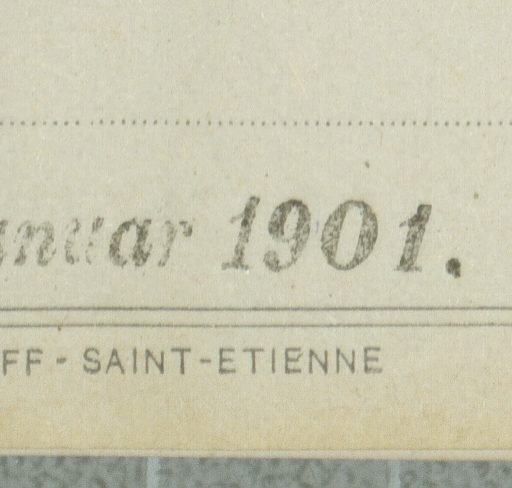 anuar 1901.
FF - SAINT-ETIENNE